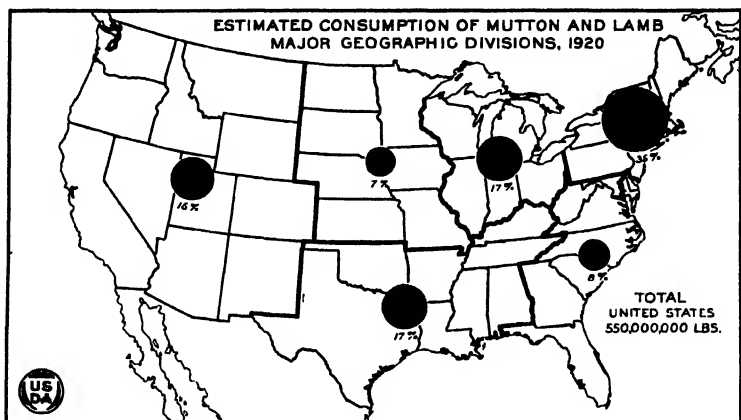 ESTIMATED CONSUMPTION OF MUTTON AND LAMB
MAJOR GEOGRAPHIC DIVISIONS, 1920
35%
7%
17%
16%
8%
17%
TOTAL
UNITED STATES
550,000,000 LBS.
US
DA